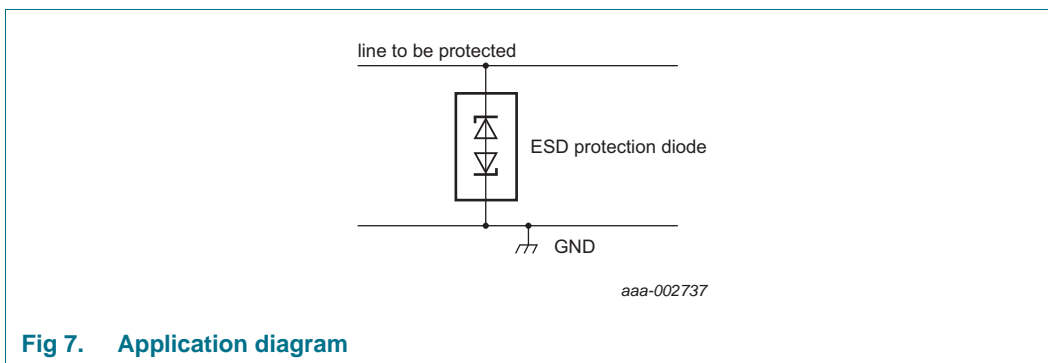 line to be protected
ESD protection diode
GND
aaa-002737
Fig 7. Application diagram